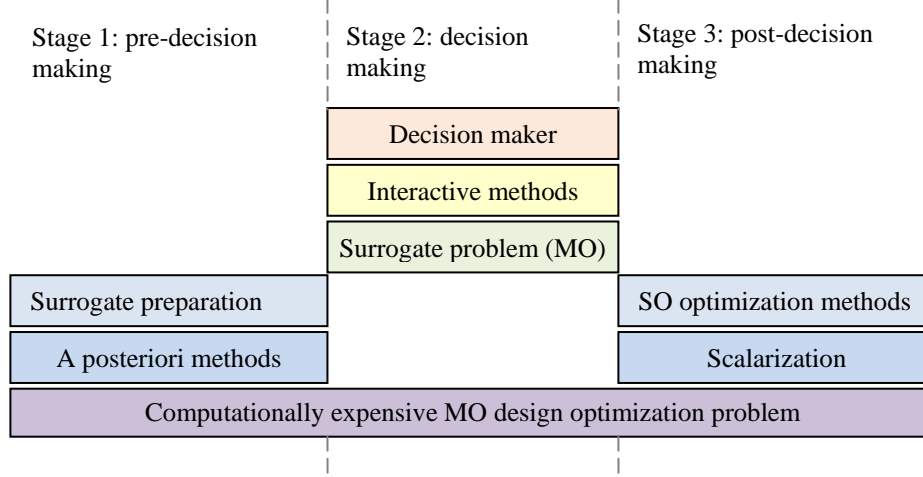 Stage 1: pre-decision
making
Stage 2: decision
making
Stage 3: post-decision
making
Decision maker
Interactive methods
Surrogate problem (MO)
Surrogate preparation
SO optimization methods
A posteriori methods
Scalarization
Computationally expensive MO design optimization problem